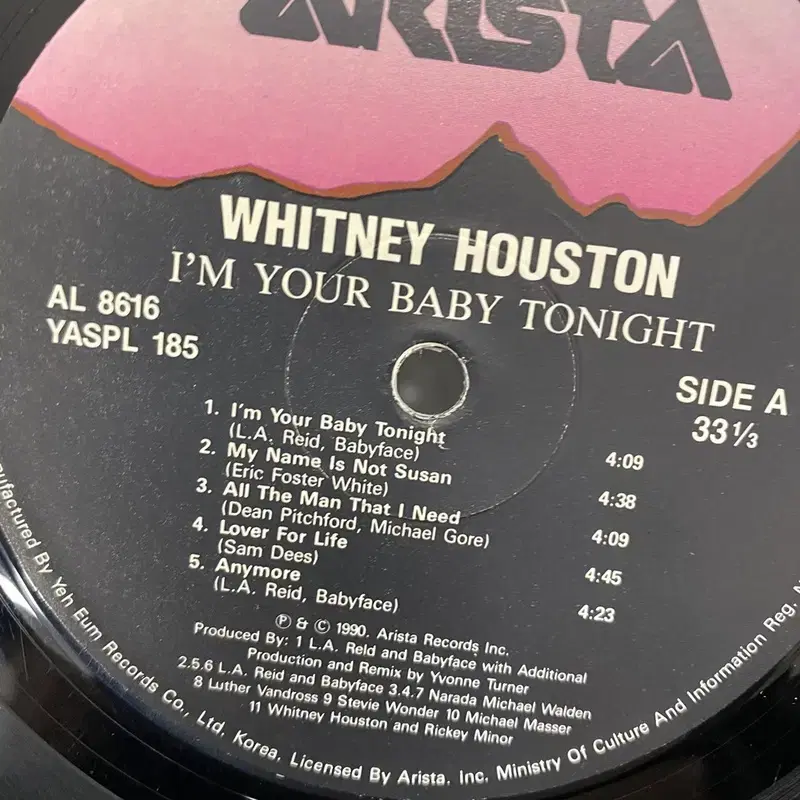 ARISTA
WHITNEY HOUSTON
I'M YOUR BABY TONIGHT
AL 8616
YASPL 185
SIDE A
33⅓
1. I'm Your Baby Tonight
(L.A. Reid, Babyface) 4:09
2. My Name Is Not Susan
(Eric Foster White) 4:38
3. All The Man That I Need
(Dean Pitchford, Michael Gore) 4:09
4. Lover For Life
(Sam Dees) 4:45
5. Anymore
(L.A. Reid, Babyface) 4:23
Ⓟ & © 1990. Arista Records Inc.
Produced By: 1 L.A. Reid and Babyface with Additional
Production and Remix by Yvonne Turner
2.5.6 L.A. Reid and Babyface 3.4.7 Narada Michael Walden
8 Luther Vandross 9 Stevie Wonder 10 Michael Masser
11 Whitney Houston and Rickey Minor
nufactured By Yeh Eum Records Co., Ltd, Korea, Licensed By Arista. Inc. Ministry Of Culture And Information Reg. N